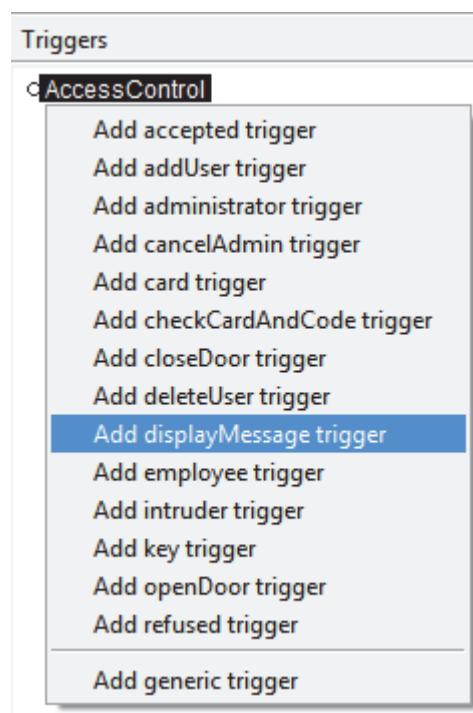 Triggers
AccessControl
Add accepted trigger
Add addUser trigger
Add administrator trigger
Add cancelAdmin trigger
Add card trigger
Add checkCardAndCode trigger
Add closeDoor trigger
Add deleteUser trigger
Add displayMessage trigger
Add employee trigger
Add intruder trigger
Add key trigger
Add openDoor trigger
Add refused trigger
Add generic trigger